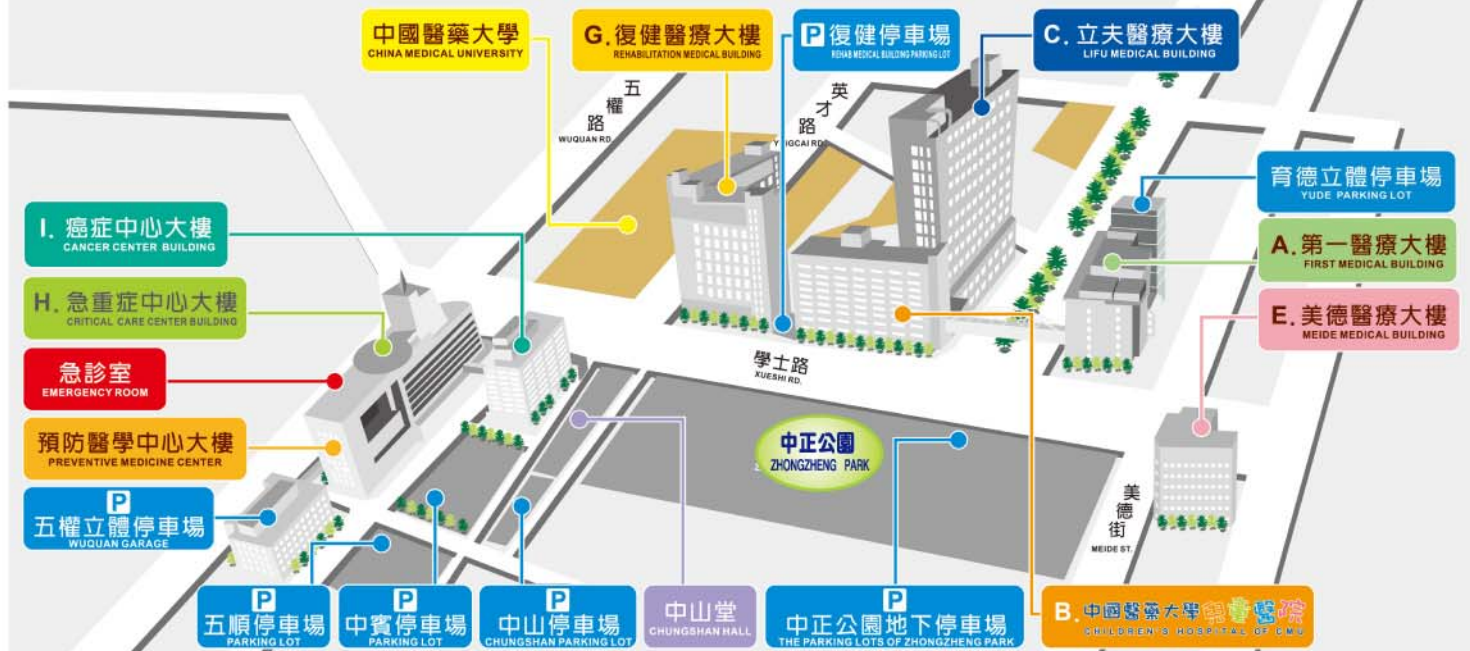 中國醫藥大學
CHINA MEDICAL UNIVERSITY
G.復健醫療大樓
REHABILITATION MEDICAL BUILDING
P 復健停車場
REHAB MEDICAL BUILDING PARKING LOT
C. 立夫醫療大樓
LIFU MEDICAL BUILDING
五權路
WUQUAN RD.
英才路
YINGCAI RD.
育德立體停車場
YUDE PARKING LOT
I. 癌症中心大樓
CANCER CENTER BUILDING
A.第一醫療大樓
FIRST MEDICAL BUILDING
H. 急重症中心大樓
CRITICAL CARE CENTER BUILDING
E.美德醫療大樓
MEIDE MEDICAL BUILDING
急診室
EMERGENCY ROOM
學士路
XUESHI RD.
預防醫學中心大樓
PREVENTIVE MEDICINE CENTER
中正公園
ZHONGZHENG PARK
P
五權立體停車場
WUQUAN GARAGE
美德街
MEIDE ST.
P
五順停車場
PARKING LOT
P
中賓停車場
PARKING LOT
P
中山停車場
CHUNGSHAN PARKING LOT
中山堂
CHUNGSHAN HALL
P
中正公園地下停車場
THE PARKING LOTS OF ZHONGZHENG PARK
B. 中國醫藥大學兒童醫院
CHILDREN'S HOSPITAL OF CMU